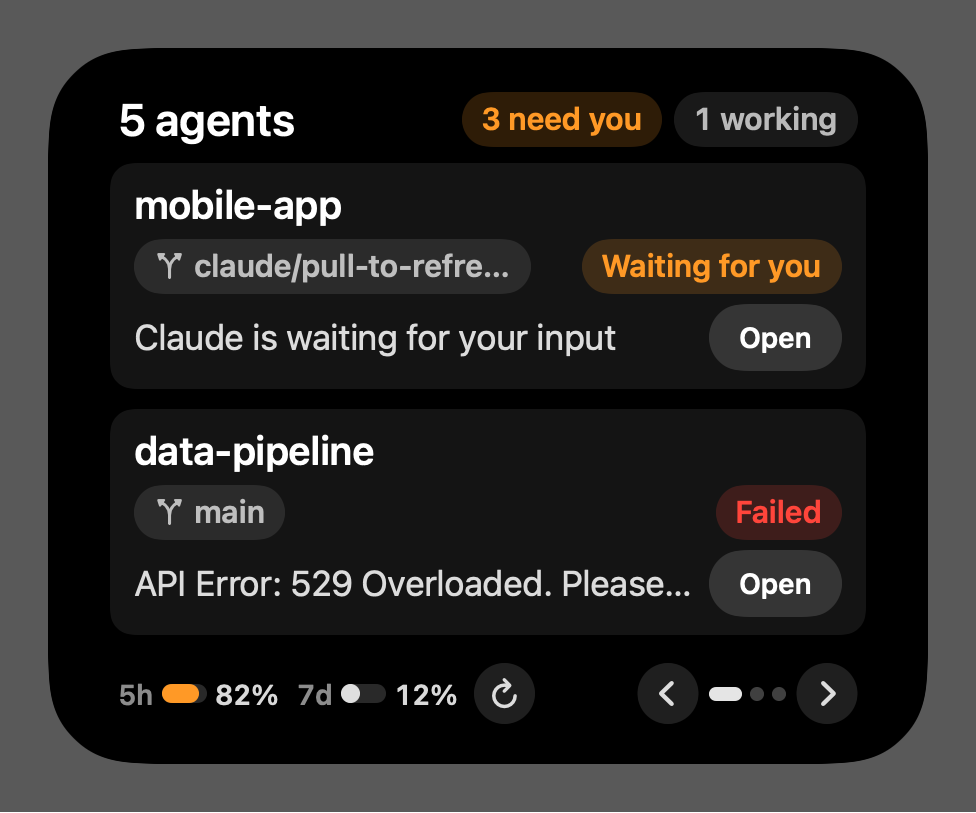 5 agents
3 need you
1 working
mobile-app
claude/pull-to-refre...
Waiting for you
Claude is waiting for your input
Open
data-pipeline
main
Failed
API Error: 529 Overloaded. Please...
Open
5h 82% 7d 12%